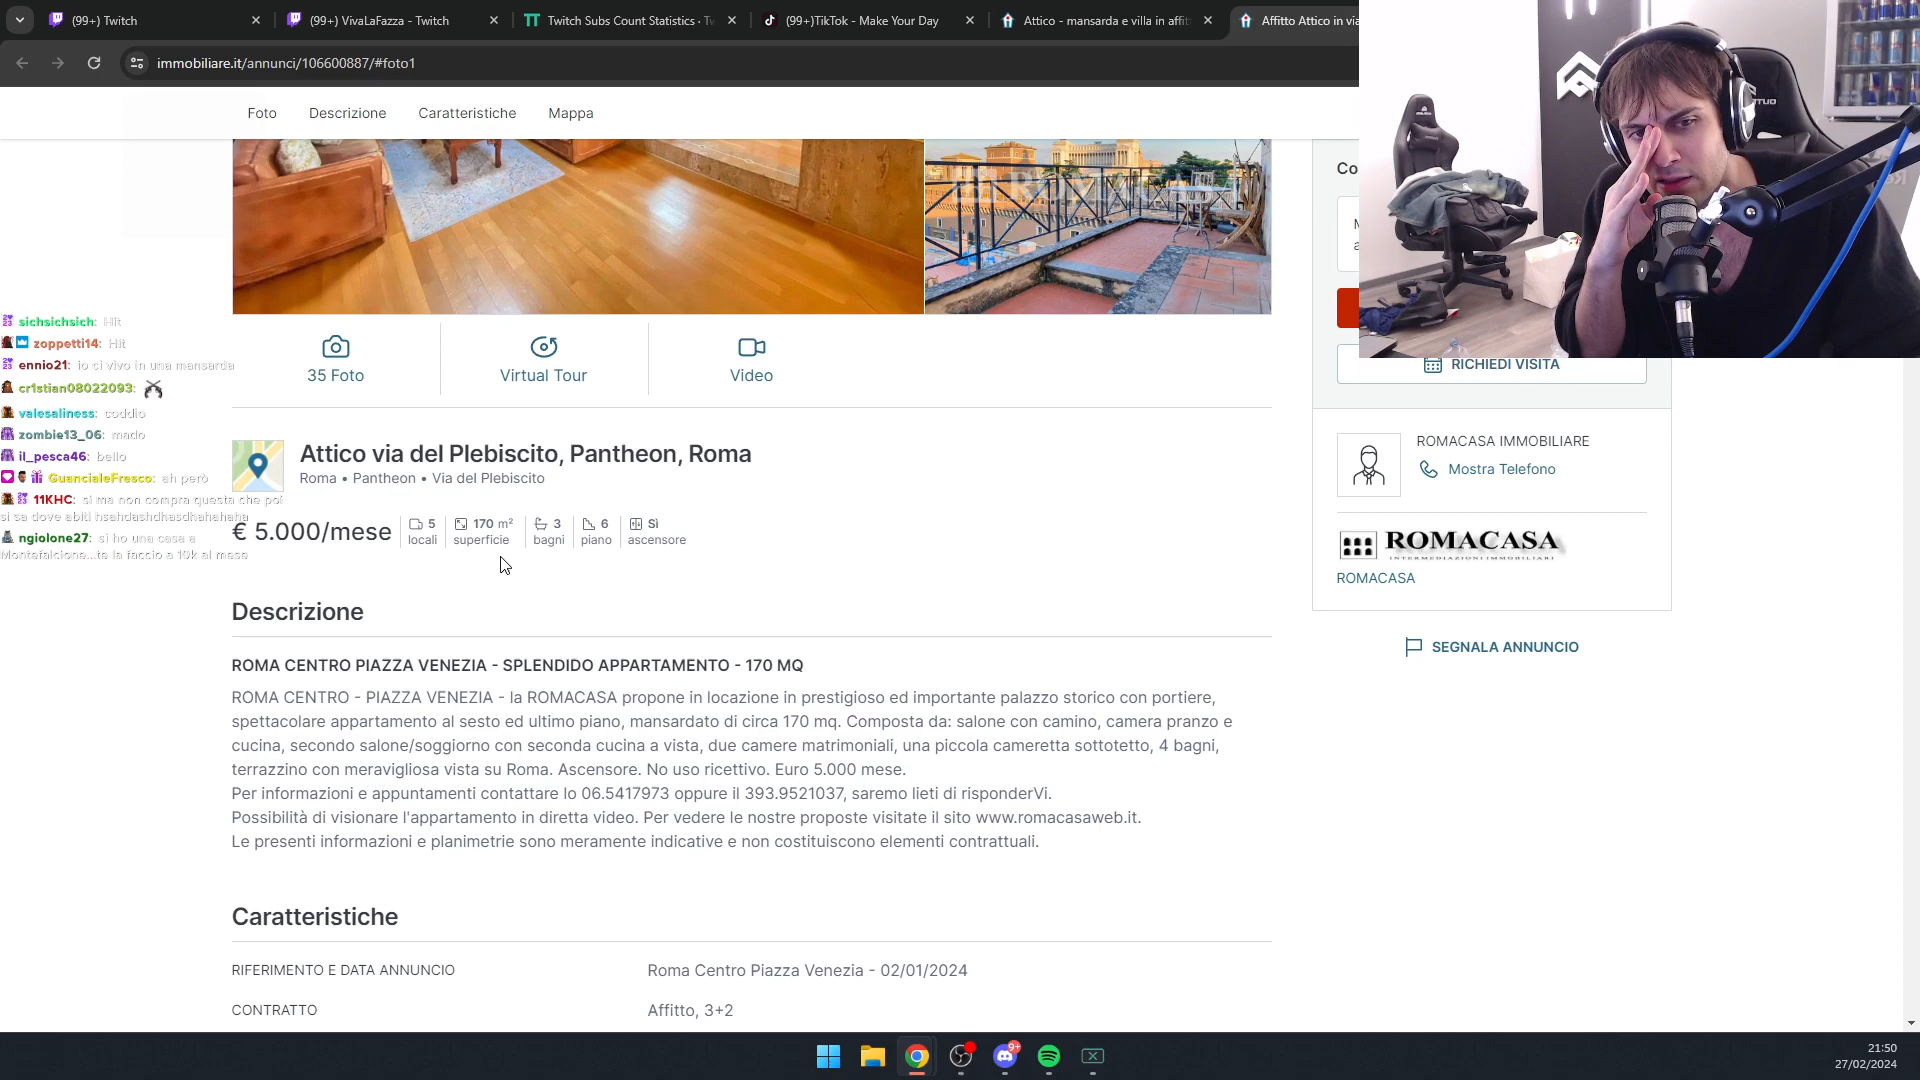 (99+) Twitch
(99+) VivaLaFazza - Twitch
Twitch Subs Count Statistics · Tw
(99+)TikTok - Make Your Day
Attico - mansarda e villa in affit
Affitto Attico in via
immobiliare.it/annunci/106600887/#foto1
Foto
Descrizione
Caratteristiche
Mappa
Co
35 Foto
Virtual Tour
Video
RICHIEDI VISITA
sichsichsich: Hit
zoppetti14: Hit
ennio21: io ci vivo in una mansarda
cr1stian08022093:
valesaliness: coddio
zombie13_06: mado
il_pesca46: bello
GuancialeFresco: ah però
11KHC: si ma non compra questa che poi
si sa dove abiti hsahdashdhasdhahahaha
ngiolone27: si ho una casa a
Montefalcione...te la faccio a 10k al mese
Attico via del Plebiscito, Pantheon, Roma
Roma • Pantheon • Via del Plebiscito
€ 5.000/mese
5
locali
170 m²
superficie
3
bagni
6
piano
Sì
ascensore
ROMACASA IMMOBILIARE
Mostra Telefono
ROMACASA
INTERMEDIAZIONI IMMOBILIARI
ROMACASA
SEGNALA ANNUNCIO
Descrizione
ROMA CENTRO PIAZZA VENEZIA - SPLENDIDO APPARTAMENTO - 170 MQ
ROMA CENTRO - PIAZZA VENEZIA - la ROMACASA propone in locazione in prestigioso ed importante palazzo storico con portiere,
spettacolare appartamento al sesto ed ultimo piano, mansardato di circa 170 mq. Composta da: salone con camino, camera pranzo e
cucina, secondo salone/soggiorno con seconda cucina a vista, due camere matrimoniali, una piccola cameretta sottotetto, 4 bagni,
terrazzino con meravigliosa vista su Roma. Ascensore. No uso ricettivo. Euro 5.000 mese.
Per informazioni e appuntamenti contattare lo 06.5417973 oppure il 393.9521037, saremo lieti di risponderVi.
Possibilità di visionare l'appartamento in diretta video. Per vedere le nostre proposte visitate il sito www.romacasaweb.it.
Le presenti informazioni e planimetrie sono meramente indicative e non costituiscono elementi contrattuali.
Caratteristiche
RIFERIMENTO E DATA ANNUNCIO
Roma Centro Piazza Venezia - 02/01/2024
CONTRATTO
Affitto, 3+2
9+
21:50
27/02/2024